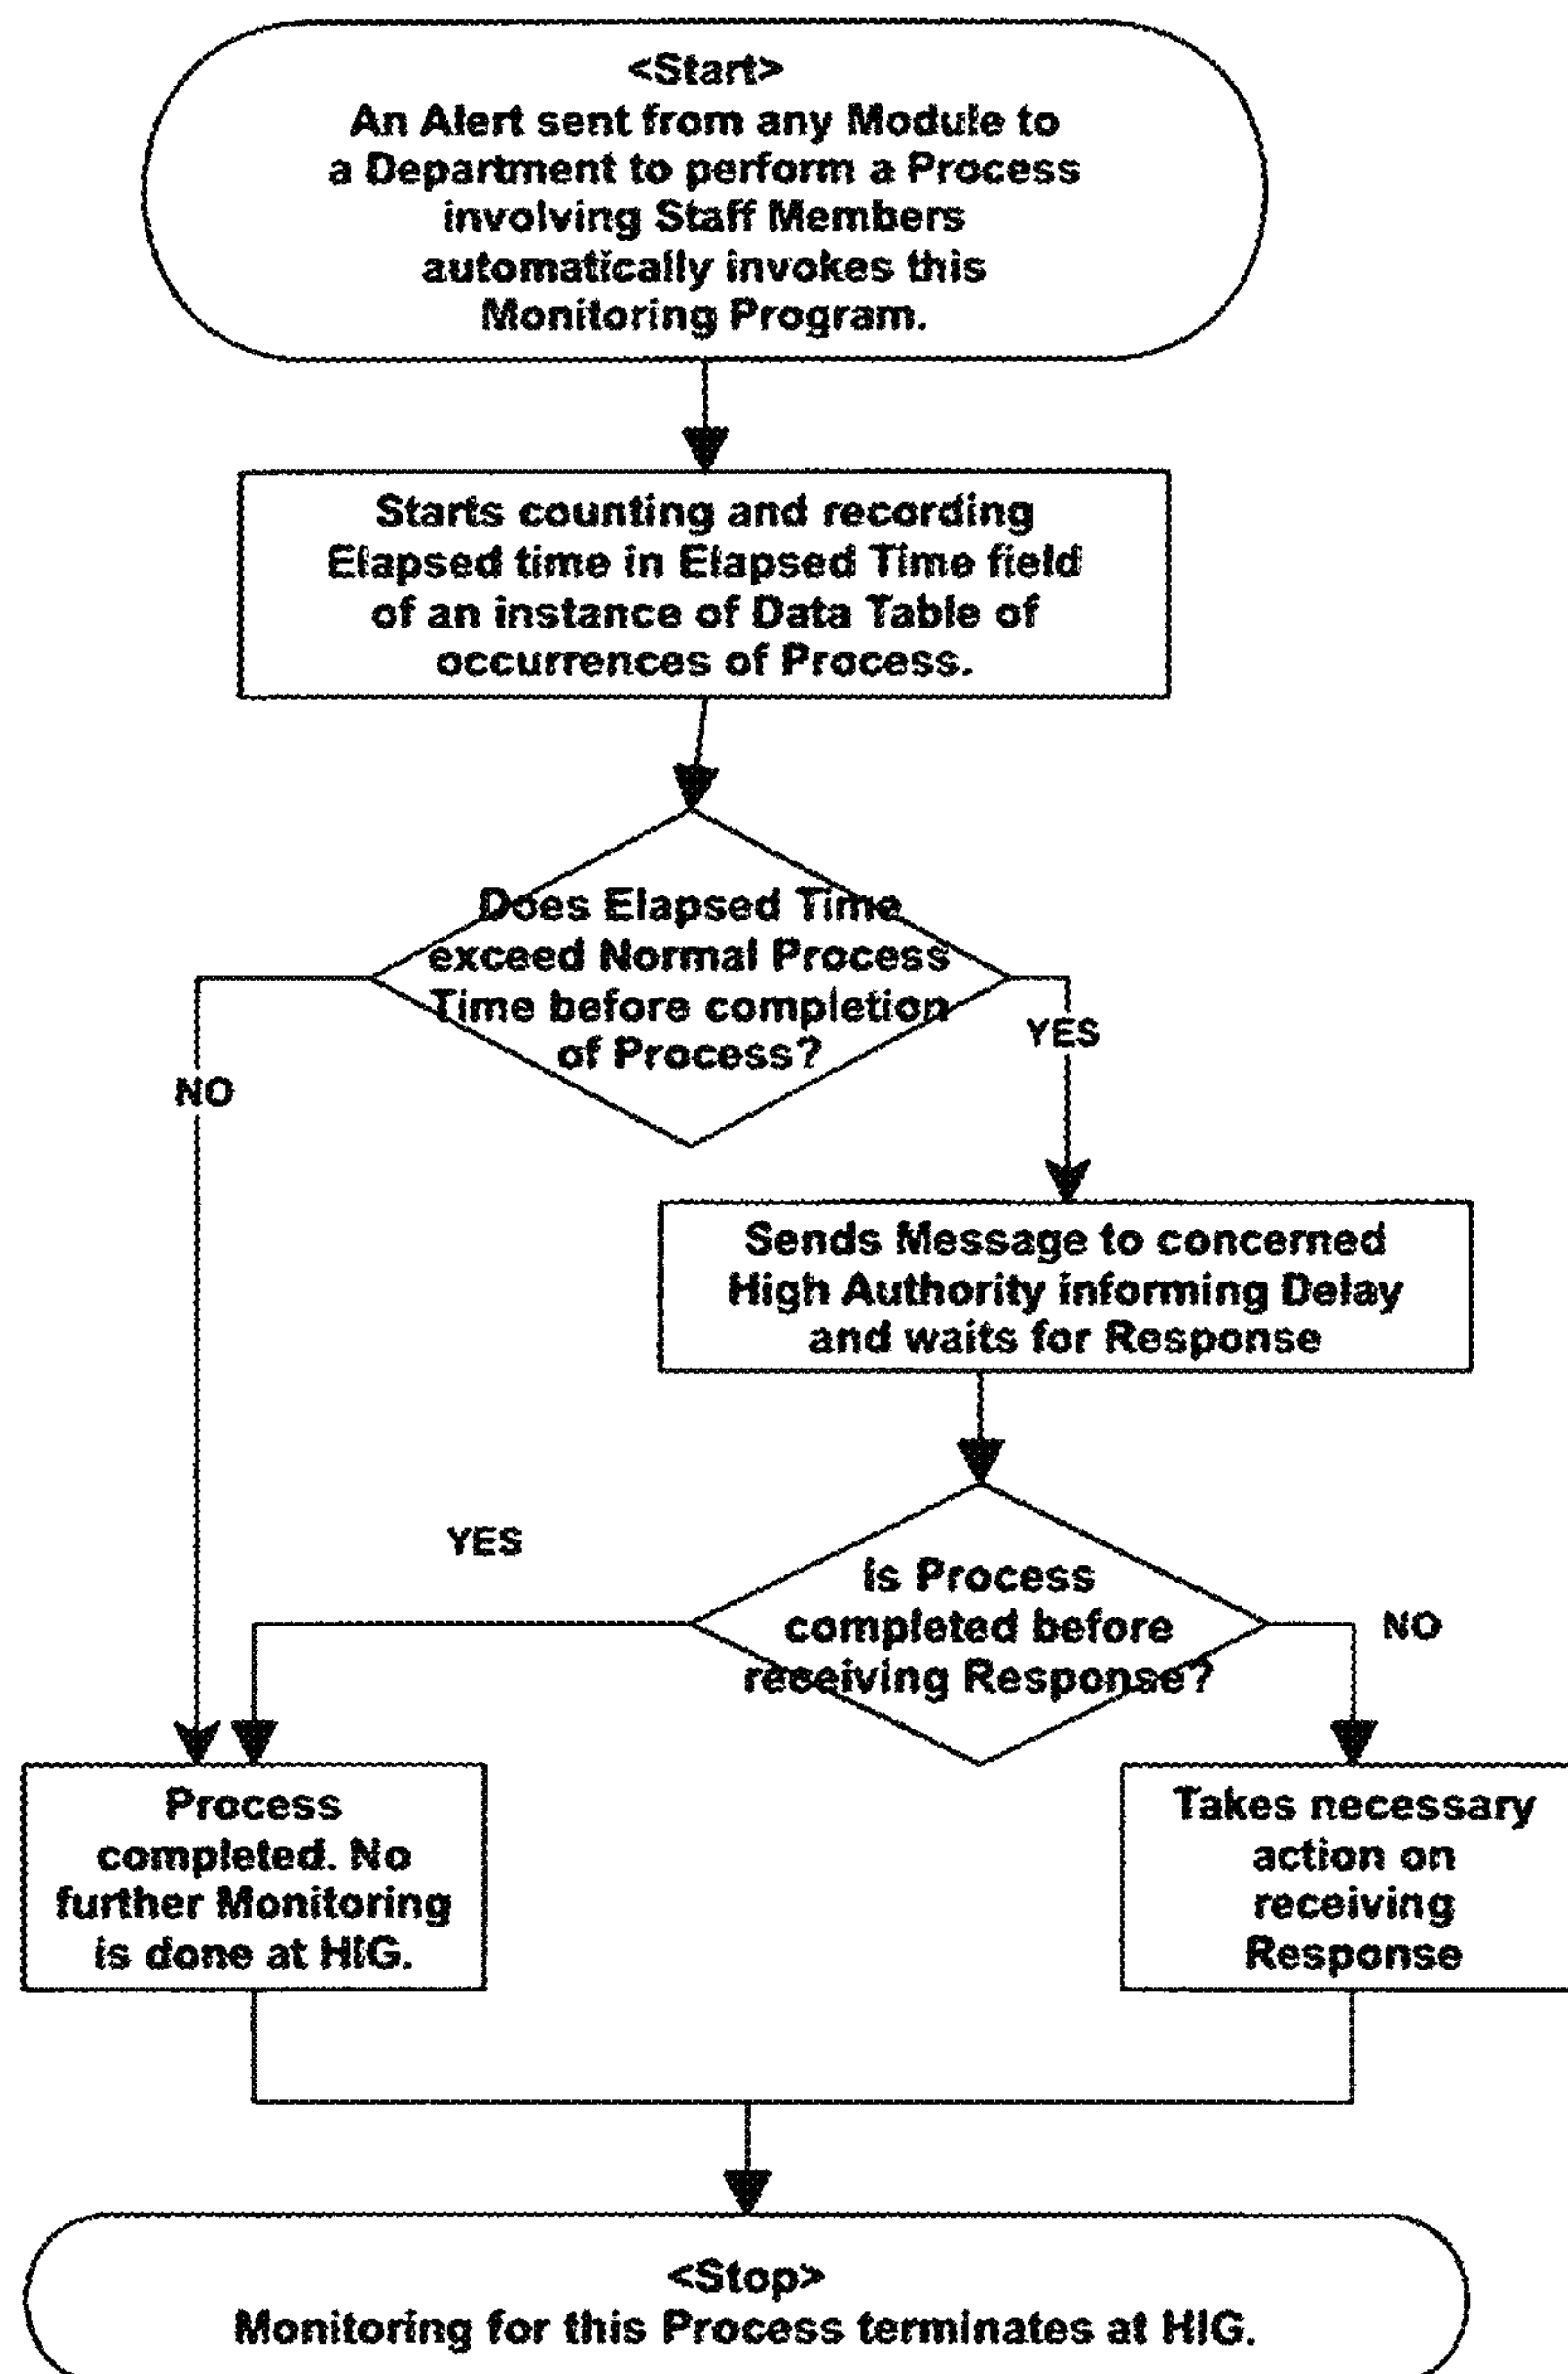 <Start>
An Alert sent from any Module to
a Department to perform a Process
involving Staff Members
automatically invokes this
Monitoring Program.
Starts counting and recording
Elapsed time in Elapsed Time field
of an instance of Data Table of
occurrences of Process.
Does Elapsed Time
exceed Normal Process
Time before completion
of Process?
YES
NO
Sends Message to concerned
High Authority informing Delay
and waits for Response
YES
Is Process
completed before
receiving Response?
NO
Process
completed. No
further Monitoring
is done at HIG.
Takes necessary
action on
receiving
Response
<Stop>
Monitoring for this Process terminates at HIG.